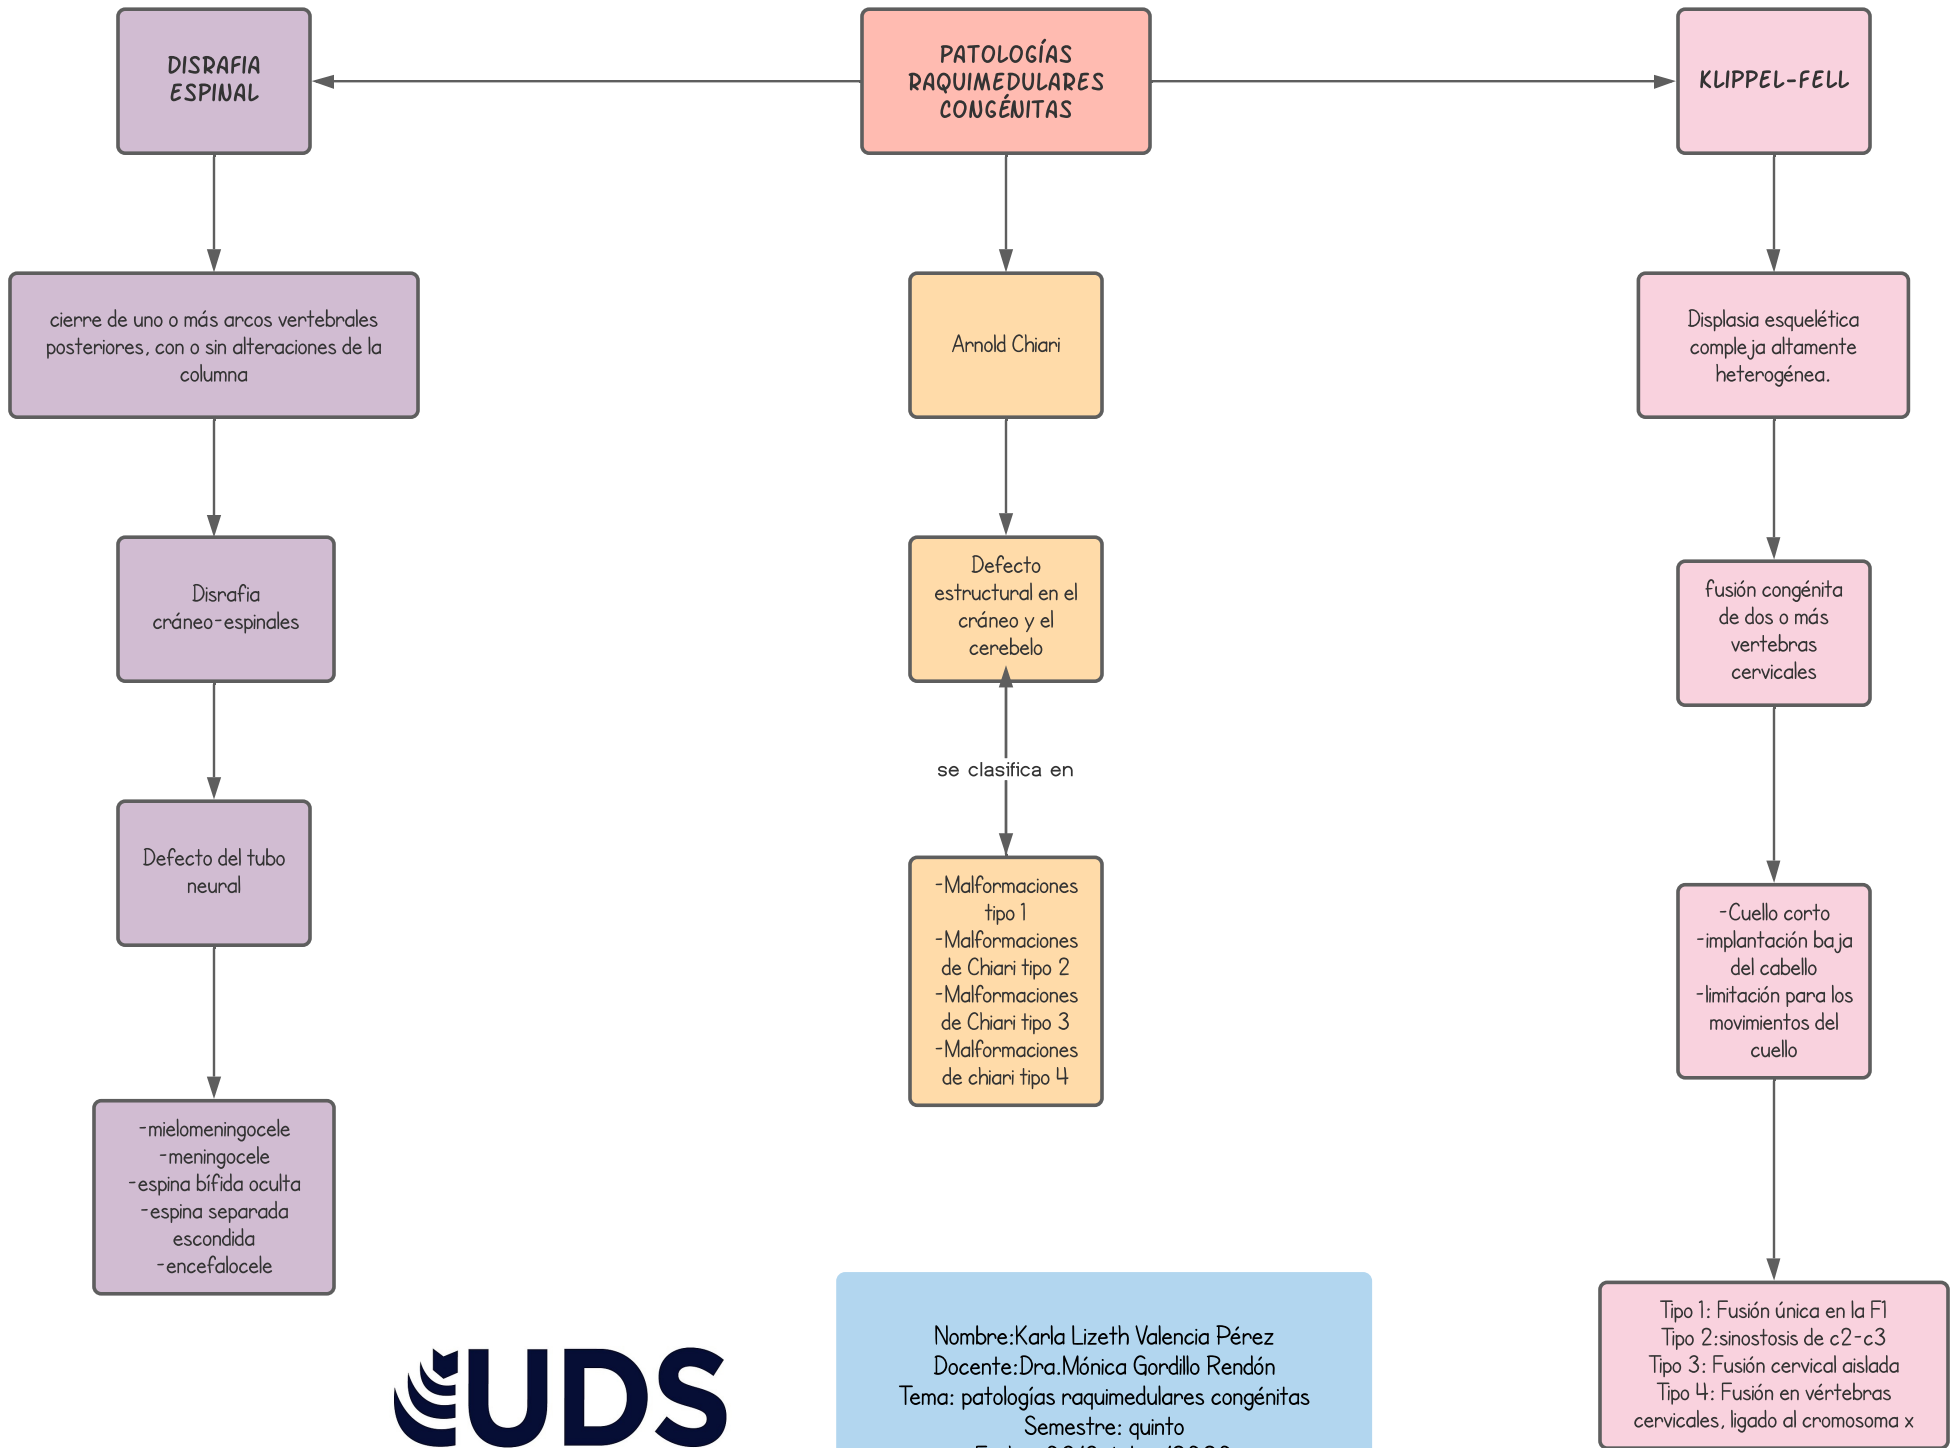 DISRAFIA
ESPINAL
PATOLOGÍAS
RAQUIMEDULARES
CONGÉNITAS
KLIPPEL-FELL
cierre de uno o más arcos vertebrales
posteriores, con o sin alteraciones de la
columna
Arnold Chiari
Displasia esquelética
compleja altamente
heterogénea.
Disrafia
cráneo-espinales
Defecto
estructural en el
cráneo y el
cerebelo
fusión congénita
de dos o más
vertebras
cervicales
se clasifica en
Defecto del tubo
neural
-Malformaciones
tipo 1
-Malformaciones
de Chiari tipo 2
-Malformaciones
de Chiari tipo 3
-Malformaciones
de chiari tipo 4
-Cuello corto
-implantación baja
del cabello
-limitación para los
movimientos del
cuello
-mielomeningocele
-meningocele
-espina bífida oculta
-espina separada
escondida
-encefalocele
Tipo 1: Fusión única en la F1
Tipo 2:sinostosis de c2-c3
Tipo 3: Fusión cervical aislada
Tipo 4: Fusión en vértebras
cervicales, ligado al cromosoma x
UDS
Nombre:Karla Lizeth Valencia Pérez
Docente:Dra.Mónica Gordillo Rendón
Tema: patologías raquimedulares congénitas
Semestre: quinto